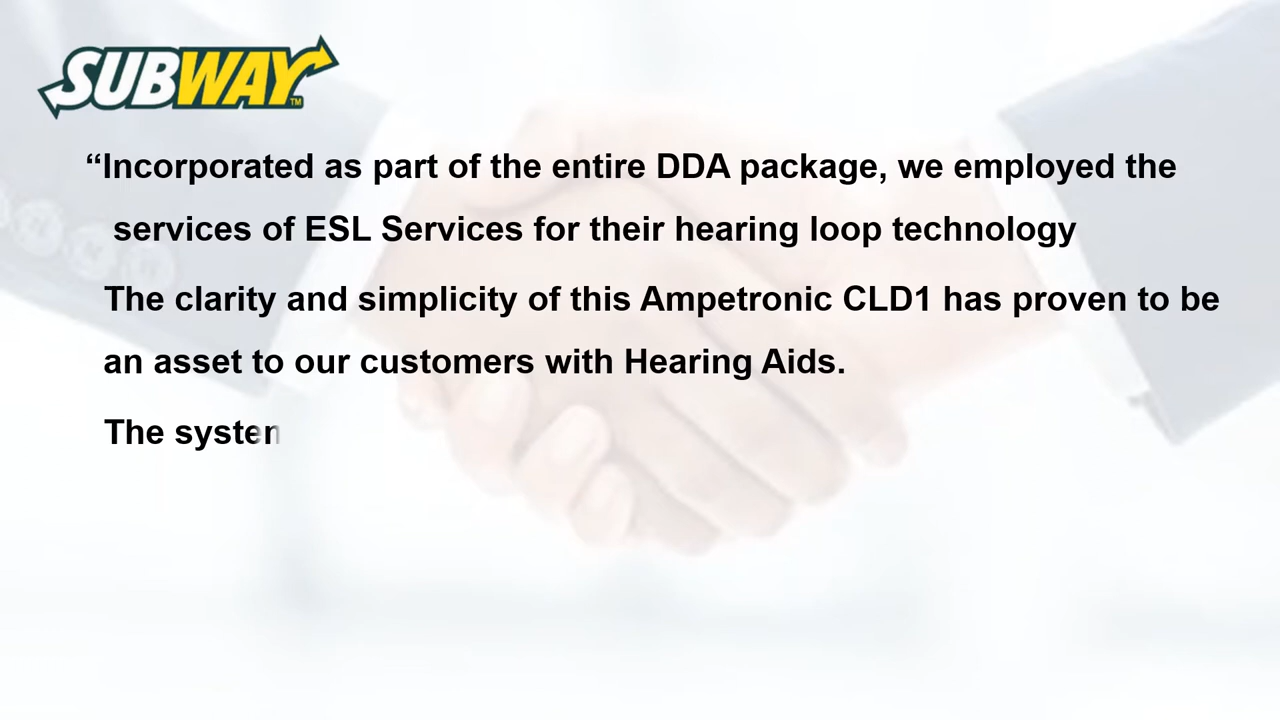 SUBWAY
TM
“Incorporated as part of the entire DDA package, we employed the
services of ESL Services for their hearing loop technology
The clarity and simplicity of this Ampetronic CLD1 has proven to be
an asset to our customers with Hearing Aids.
The